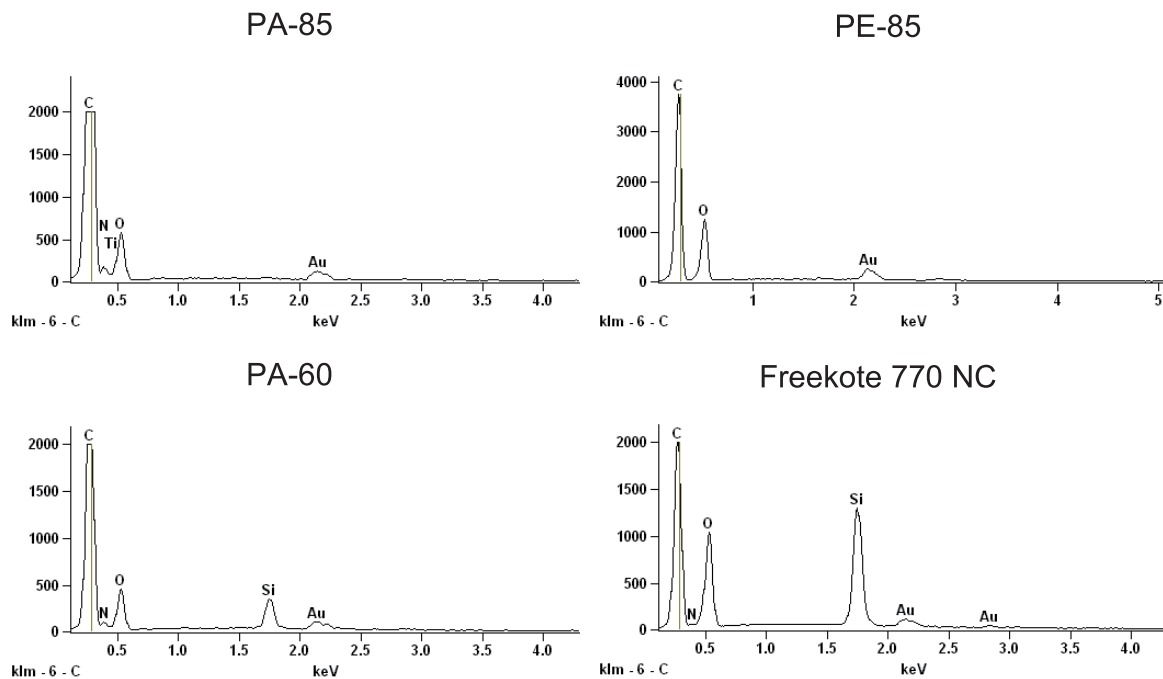 PA-85
2000
1500
1000
500
0
C
N
Ti
O
Au
0.5 1.0 1.5 2.0 2.5 3.0 3.5 4.0
klm - 6 - C
keV
PE-85
4000
3000
2000
1000
0
C
O
Au
1 2 3 4 5
klm - 6 - C
keV
PA-60
2000
1500
1000
500
0
C
N
O
Si
Au
0.5 1.0 1.5 2.0 2.5 3.0 3.5 4.0
klm - 6 - C
keV
Freekote 770 NC
2000
1500
1000
500
0
C
N
O
Si
Au
Au
0.5 1.0 1.5 2.0 2.5 3.0 7.0 4.0
klm - 6 - C
keV